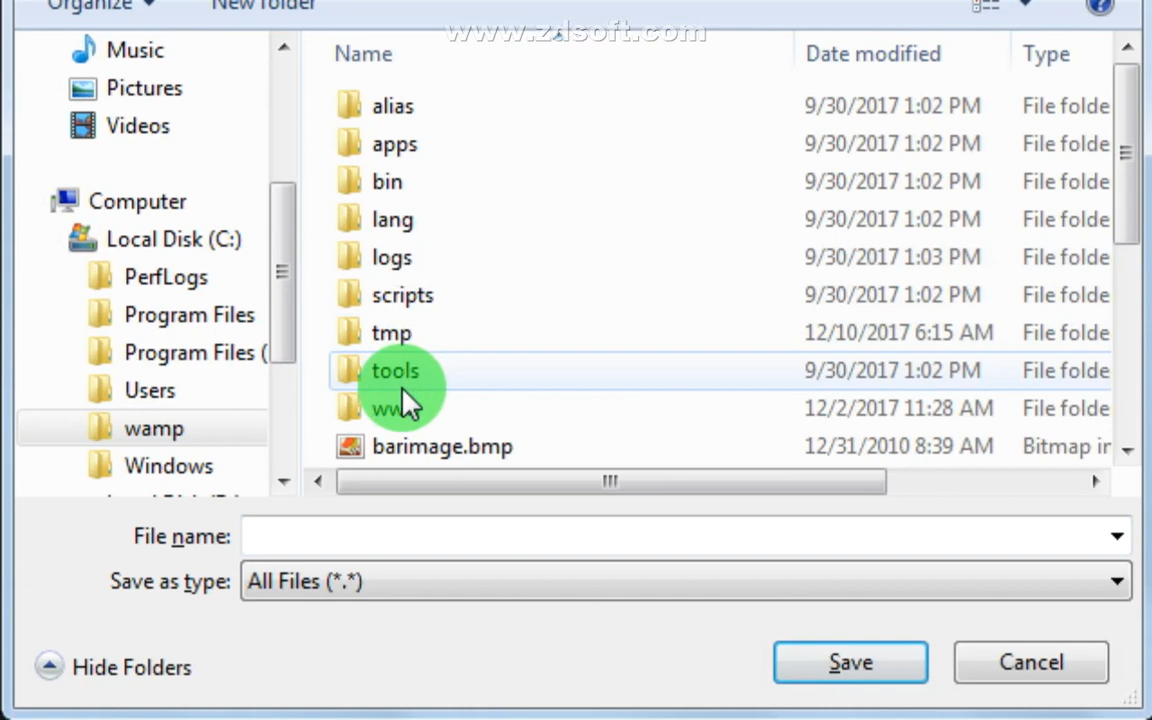 Organize
New folder
www.zdsoft.com
Music
Pictures
Videos
Computer
Local Disk (C:)
PerfLogs
Program Files
Program Files (
Users
wamp
Windows
Name Date modified Type
alias 9/30/2017 1:02 PM File folde
apps 9/30/2017 1:02 PM File folde
bin 9/30/2017 1:02 PM File folde
lang 9/30/2017 1:02 PM File folde
logs 9/30/2017 1:03 PM File folde
scripts 9/30/2017 1:02 PM File folde
tmp 12/10/2017 6:15 AM File folde
tools 9/30/2017 1:02 PM File folde
12/2/2017 11:28 AM File folde
barimage.bmp 12/31/2010 8:39 AM Bitmap in
File name:
Save as type: All Files (*.*)
Hide Folders
Save
Cancel